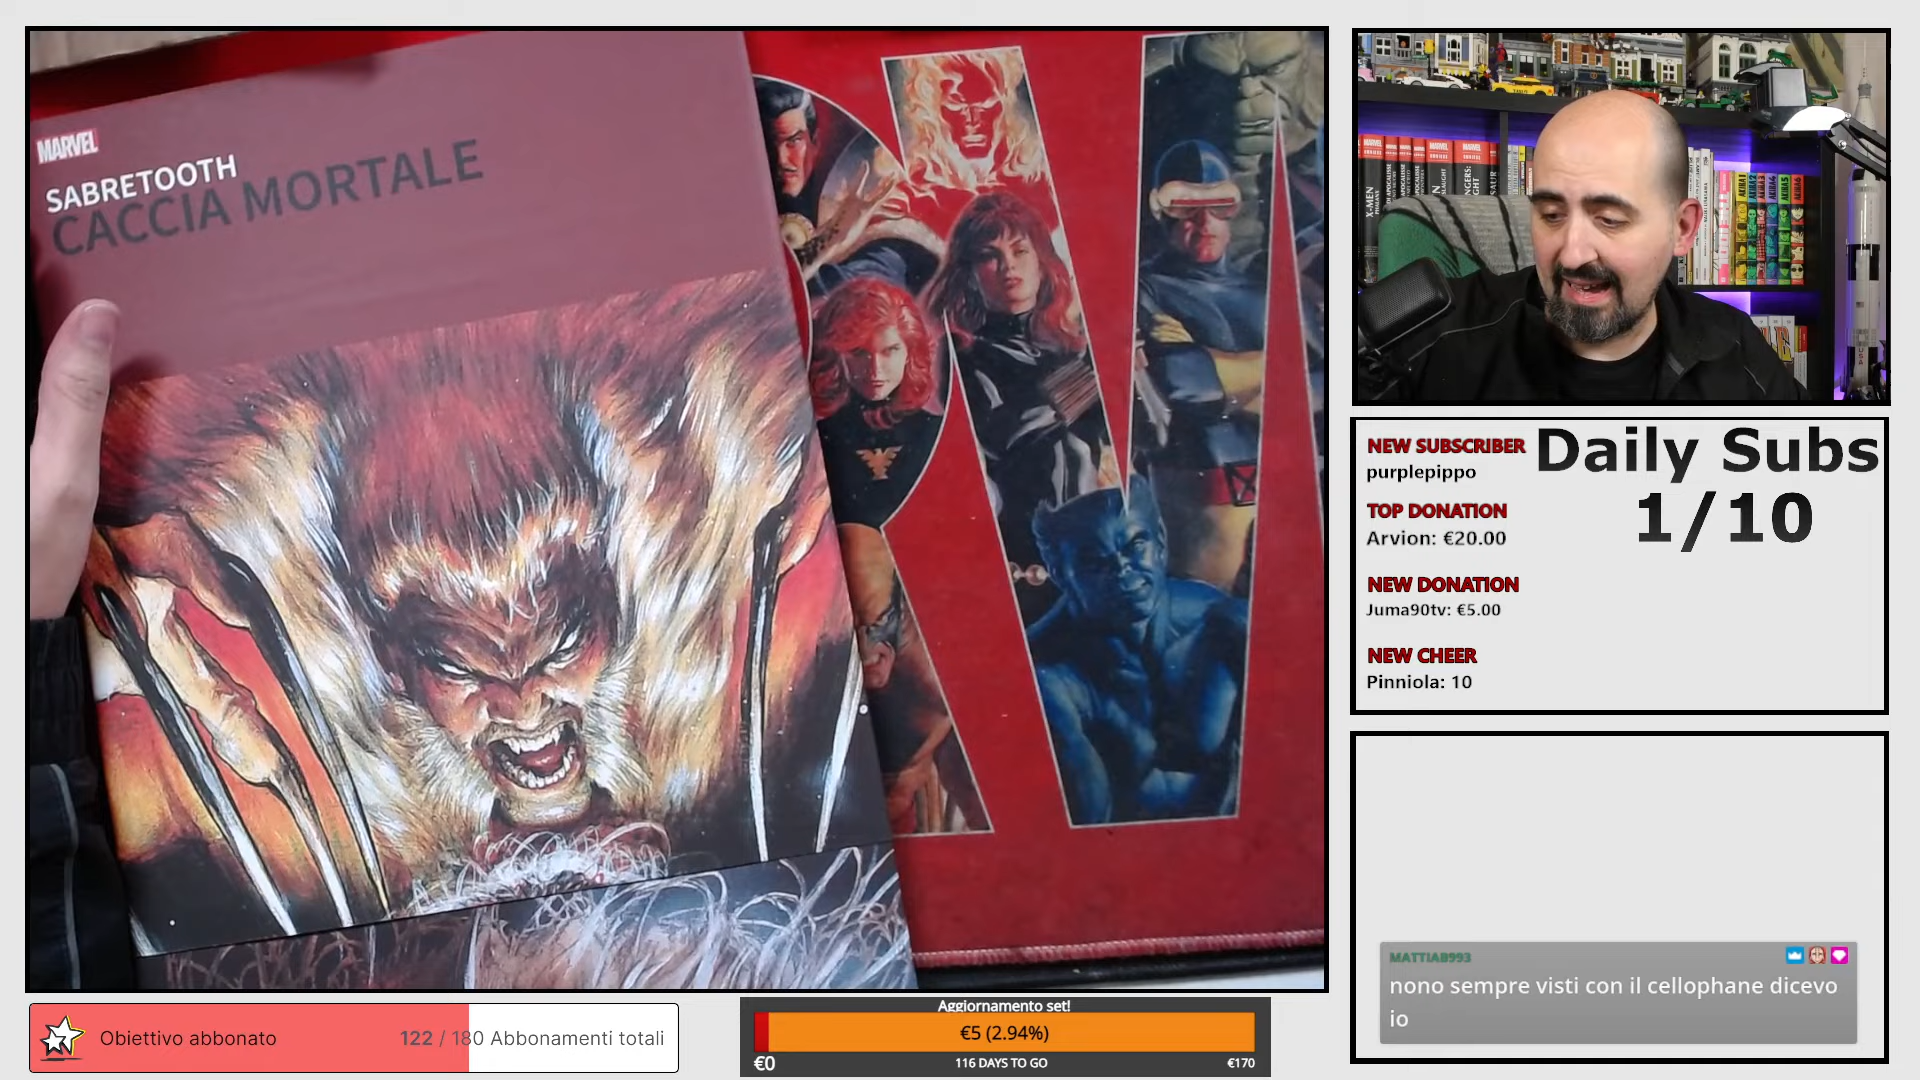 MARVEL
SABRETOOTH
CACCIA MORTALE
NEW SUBSCRIBER
purplepippo
TOP DONATION
Arvion: €20.00
NEW DONATION
Juma90tv: €5.00
NEW CHEER
Pinniola: 10
Daily Subs
1/10
MATTIAB993
nono sempre visti con il cellophane dicevo
io
Obiettivo abbonato
122 / 180 Abbonamenti totali
Aggiornamento set!
€5 (2.94%)
€0
116 DAYS TO GO
€170